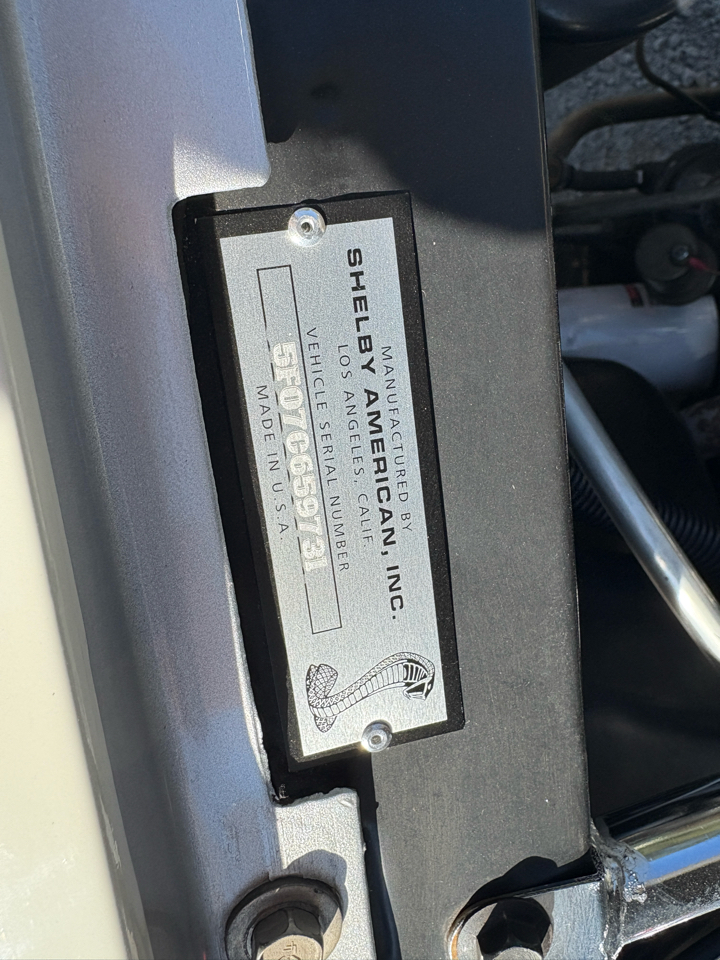 MANUFACTURED BY
SHELBY AMERICAN, INC.
LOS ANGELES, CALIF.
VEHICLE SERIAL NUMBER
5F07C659731
MADE IN U.S.A.